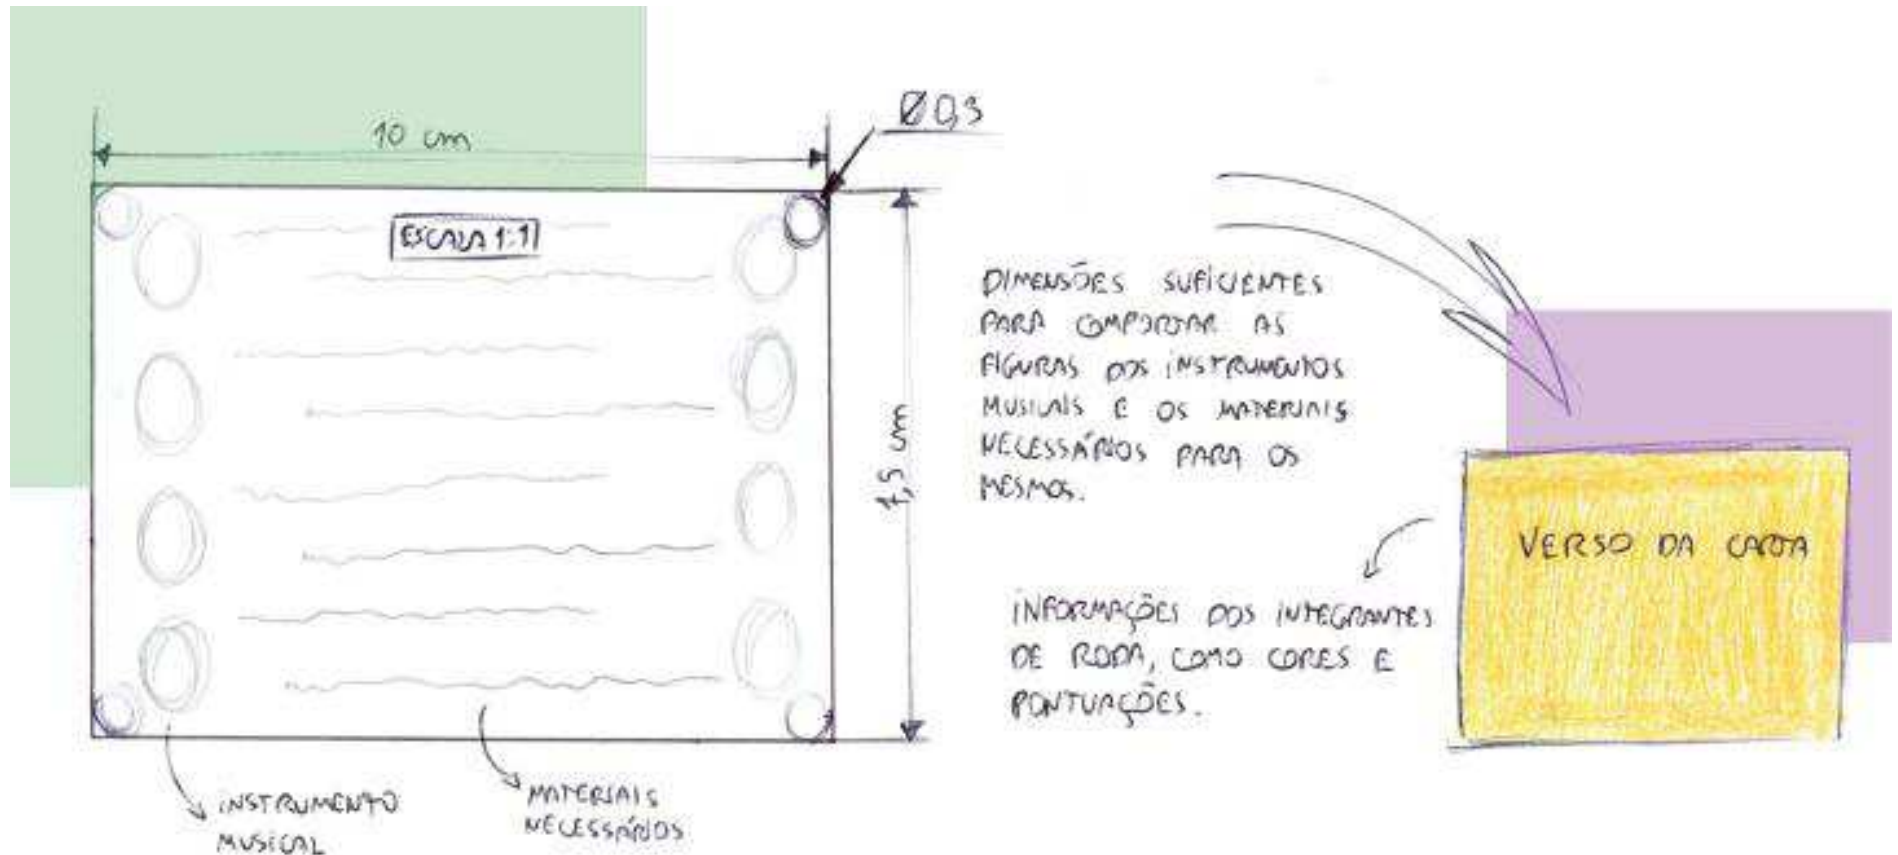 10 cm
Ø 0,3
ESCALA 1:1
7,5 cm
DIMENSÕES SUFICIENTES
PARA COMPORTAR AS
FIGURAS DOS INSTRUMENTOS
MUSICAIS E OS MATERIAIS
NECESSÁRIOS PARA OS
MESMOS.
INSTRUMENTO
MUSICAL
MATERIAIS
NECESSÁRIOS
VERSO DA CARTA
INFORMAÇÕES DOS INTEGRANTES
DE RODA, COMO CORES E
PONTUAÇÕES.